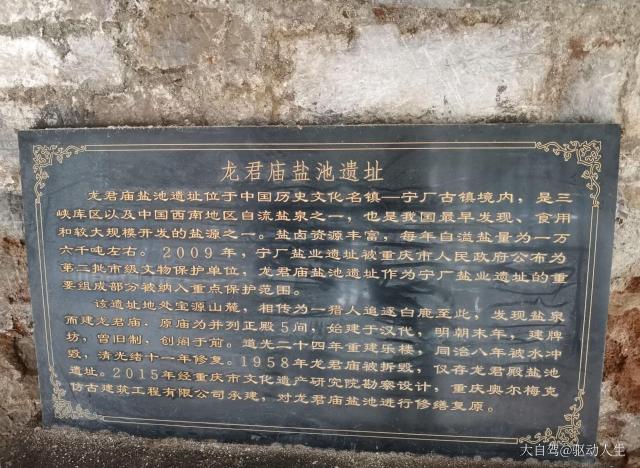 龙君庙盐池遗址
龙君庙盐池遗址位于中国历史文化名镇—宁厂古镇境内，是三
峡库区以及中国西南地区自流盐泉之一，也是我国最早发现、食用
和较大规模开发的盐源之一。盐卤资源丰富，每年自溢盐量为一万
六千吨左右。2009年，宁厂盐业遗址被重庆市人民政府公布为
第二批市级文物保护单位，龙君庙盐池遗址作为宁厂盐业遗址的重
要组成部分被纳入重点保护范围。
该遗址地处宝源山麓，相传为一猎人追逐白鹿至此，发现盐泉
而建龙君庙．原庙为并列正殿5间，始建于汉代，明朝末年，建牌
坊，曾旧制，创阁于前。道光二十四年重建乐楼，同治八年被水冲
毁，清光绪十一年修复。1958年龙君庙被拆毁，仅存龙君殿盐池
遗址。2015年经重庆市文化遗产研究院勘察设计，重庆奥尔梅克
仿古建筑工程有限公司承建，对龙君庙盐池进行修缮复原。
大自驾@驱动人生